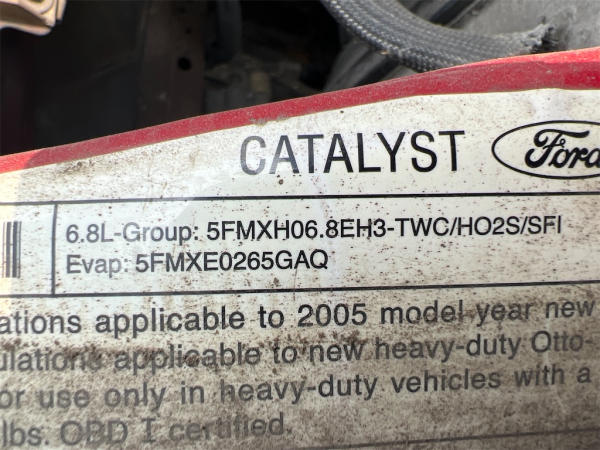 CATALYST Ford
6.8L-Group: 5FMXH06.8EH3-TWC/HO2S/SFI
Evap: 5FMXE0265GAQ
ations applicable to 2005 model year new
ulations applicable to new heavy-duty Otto-
or use only in heavy-duty vehicles with a
lbs. OBD I certified.